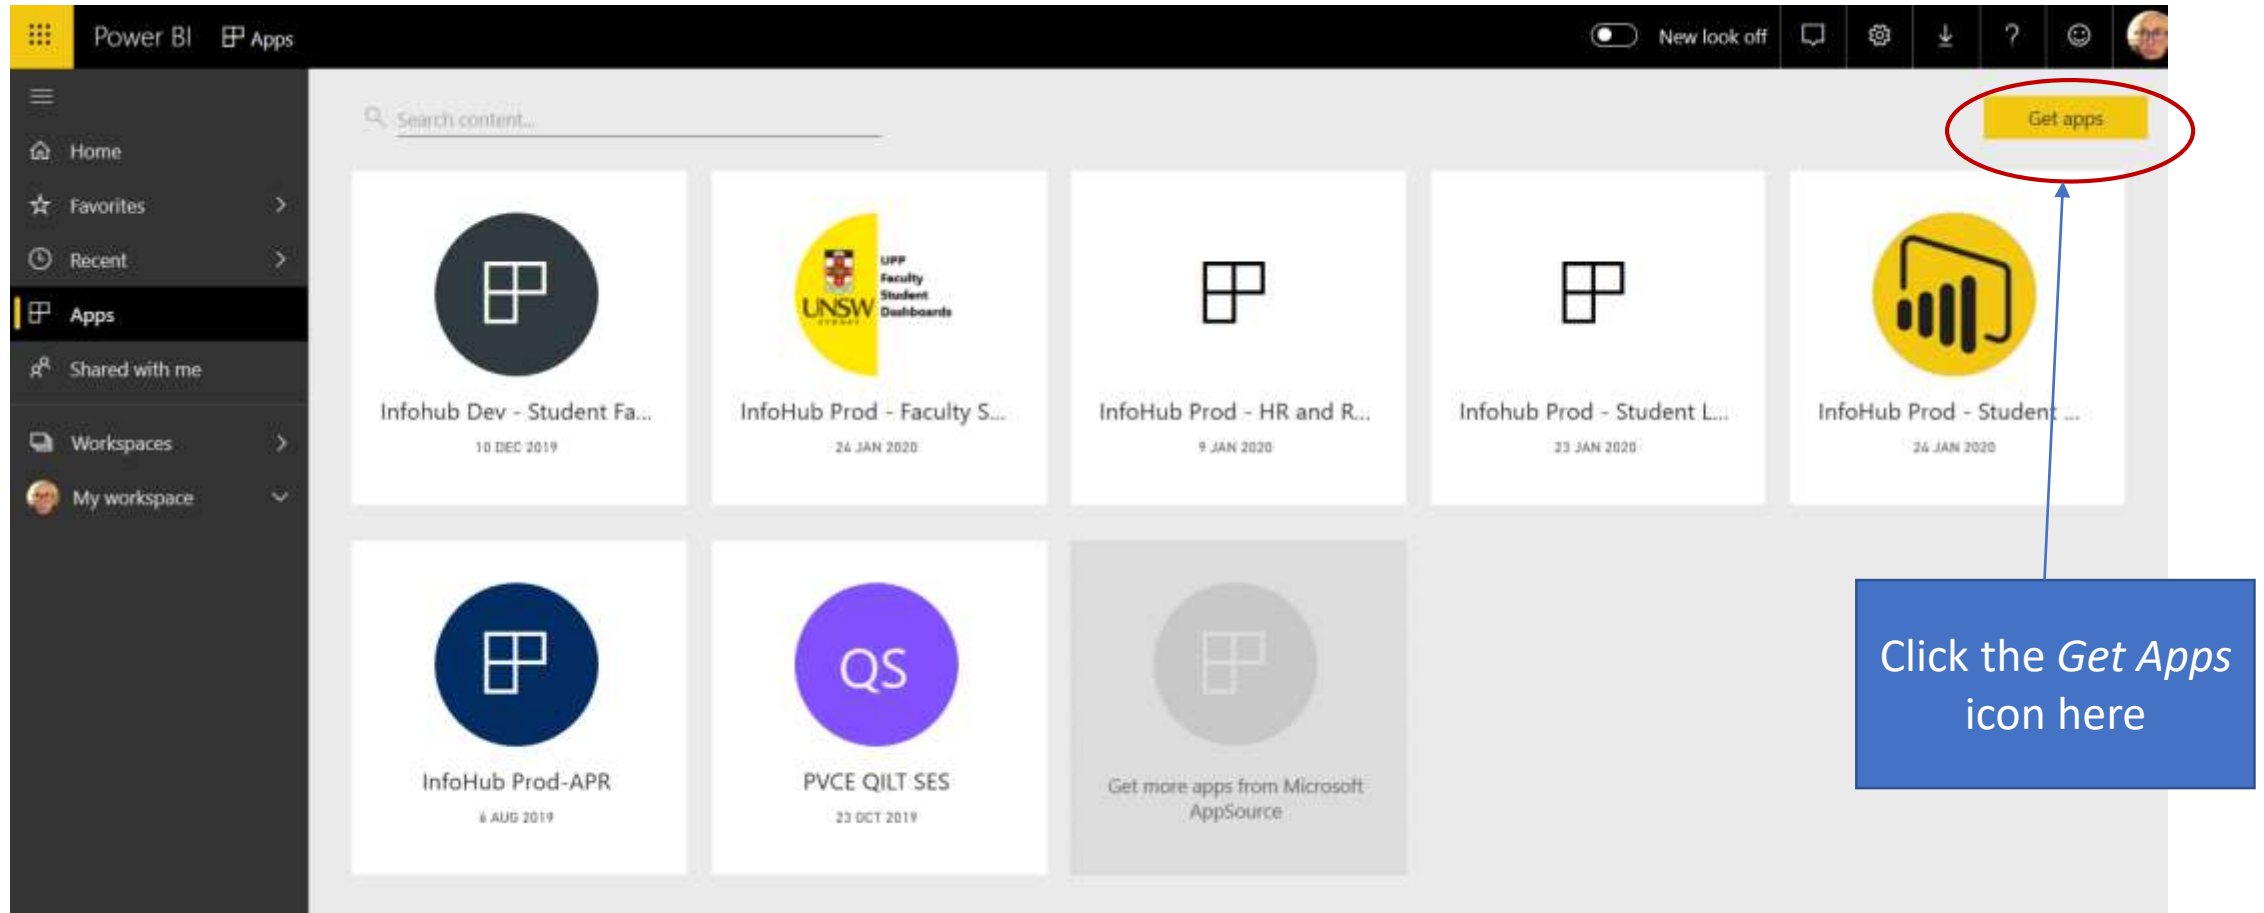 Power BI Apps
New look off
?
Search content...
Get apps
Home
Favorites
Recent
Apps
Shared with me
Workspaces
My workspace
UPP
Faculty
Student
Dashboards
UNSW
SYDNEY
Infohub Dev - Student Fa...
10 DEC 2019
InfoHub Prod - Faculty S...
24 JAN 2020
InfoHub Prod - HR and R...
9 JAN 2020
Infohub Prod - Student L...
23 JAN 2020
InfoHub Prod - Student ...
24 JAN 2020
InfoHub Prod-APR
6 AUG 2019
QS
PVCE QILT SES
23 OCT 2019
Get more apps from Microsoft
AppSource
Click the Get Apps
icon here